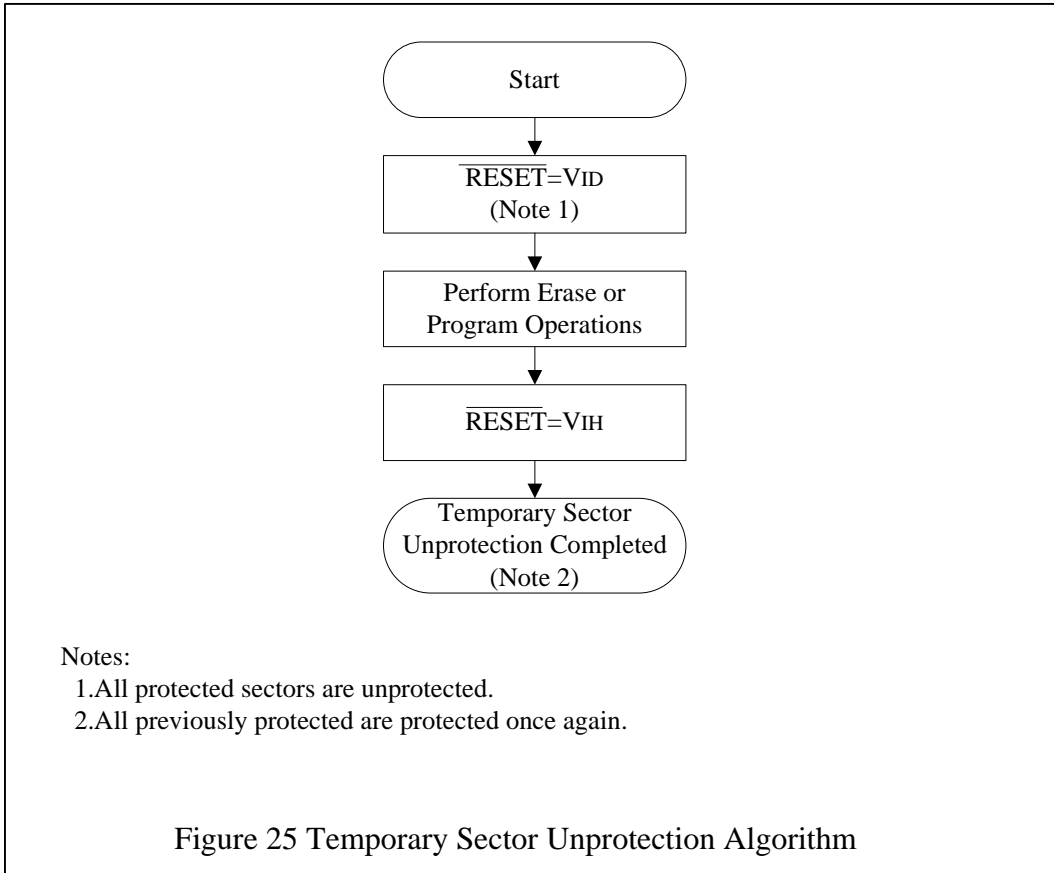 Start
RESET=VID
(Note 1)
Perform Erase or
Program Operations
RESET=VIH
Temporary Sector
Unprotection Completed
(Note 2)
Notes:
1.All protected sectors are unprotected.
2.All previously protected are protected once again.
Figure 25 Temporary Sector Unprotection Algorithm